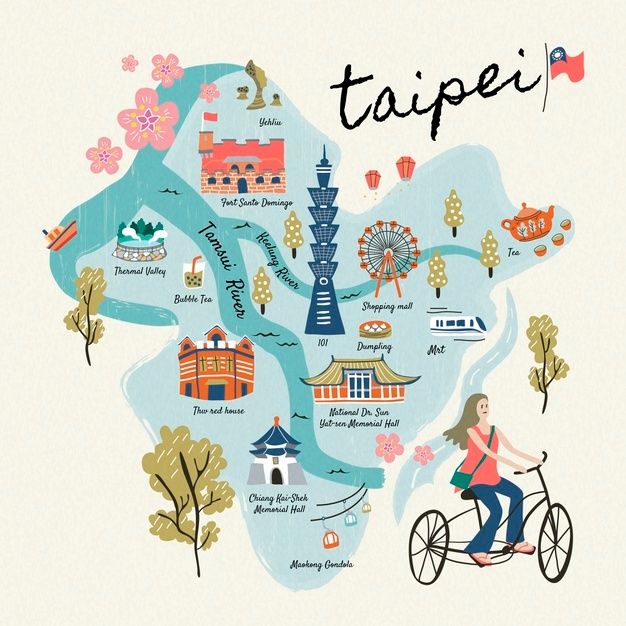 taipei
Yehliu
Fort Santo Domingo
Tamsui River
Keelung River
Tea
Thermal Valley
Bubble Tea
Shopping mall
101
Dumpling
Mrt
Thw red house
National Dr. Sun
Yat-sen Memorial Hall
Chiang Kai-Shek
Memorial Hall
Maokong Gondola